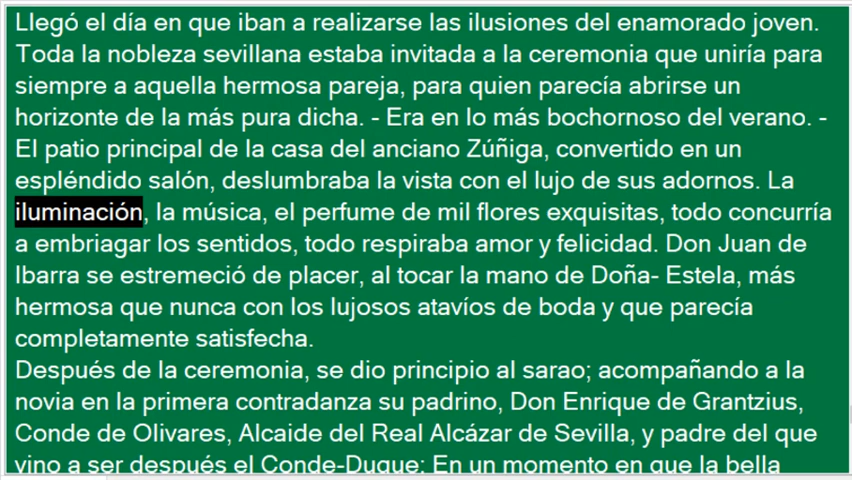 Llegó el día en que iban a realizarse las ilusiones del enamorado joven.
Toda la nobleza sevillana estaba invitada a la ceremonia que uniría para
siempre a aquella hermosa pareja, para quien parecía abrirse un
horizonte de la más pura dicha. - Era en lo más bochornoso del verano. -
El patio principal de la casa del anciano Zúñiga, convertido en un
espléndido salón, deslumbraba la vista con el lujo de sus adornos. La
iluminación, la música, el perfume de mil flores exquisitas, todo concurría
a embriagar los sentidos, todo respiraba amor y felicidad. Don Juan de
Ibarra se estremeció de placer, al tocar la mano de Doña- Estela, más
hermosa que nunca con los lujosos atavíos de boda y que parecía
completamente satisfecha.
Después de la ceremonia, se dio principio al sarao; acompañando a la
novia en la primera contradanza su padrino, Don Enrique de Grantzius,
Conde de Olivares, Alcaide del Real Alcázar de Sevilla, y padre del que
vino a ser después el Conde-Duque; En un momento en que la bella